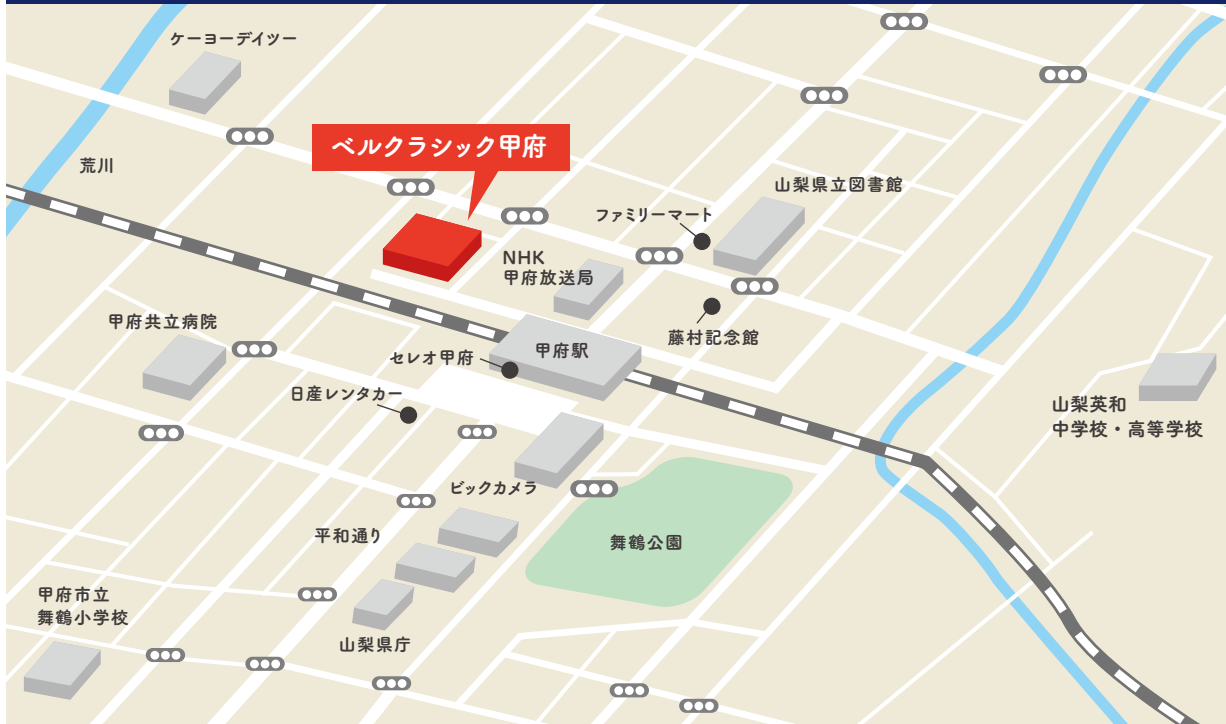 ケーヨーデイツー
ベルクラシック甲府
荒川
山梨県立図書館
ファミリーマート
NHK
甲府放送局
甲府共立病院
藤村記念館
甲府駅
セレオ甲府
日産レンタカー
山梨英和
中学校・高等学校
ビックカメラ
平和通り
舞鶴公園
甲府市立
舞鶴小学校
山梨県庁